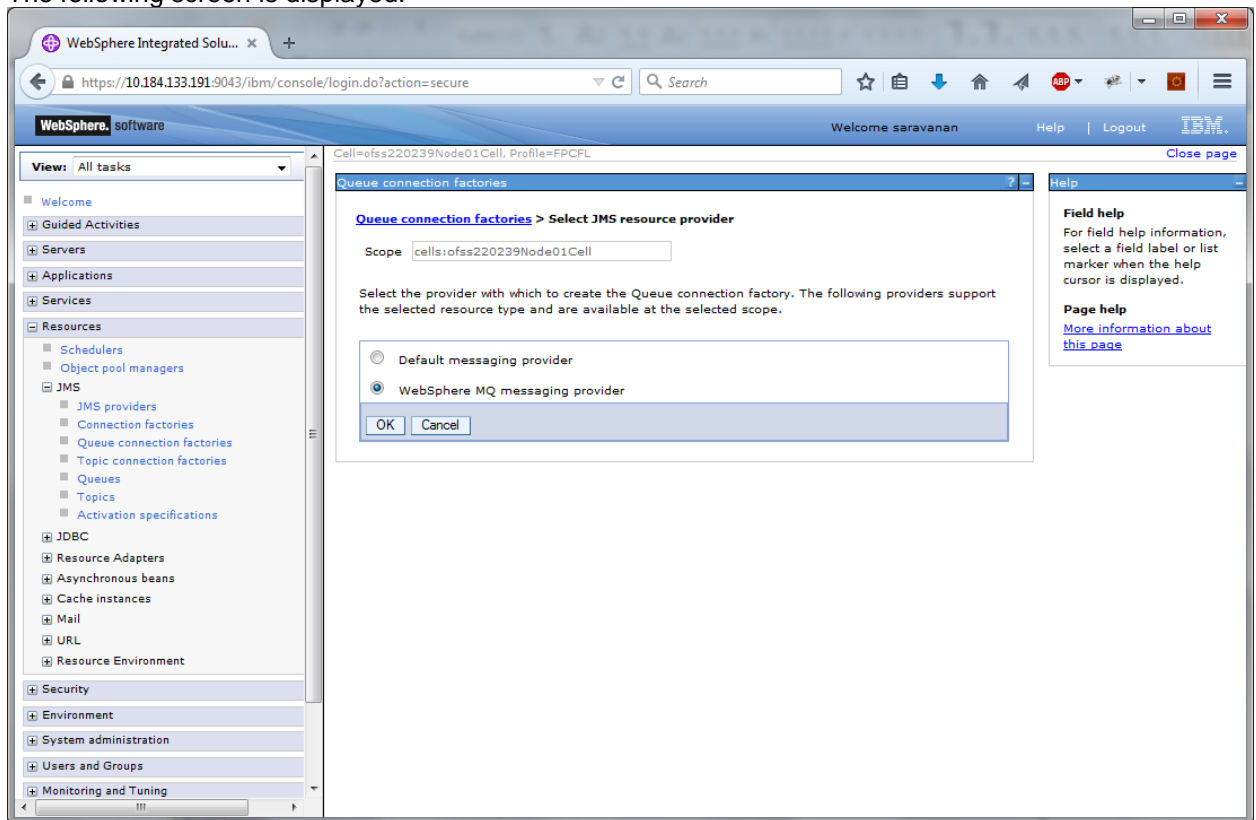 The following screen is displayed.
WebSphere Integrated Solu... × +
https://10.184.133.191:9043/ibm/console/login.do?action=secure
Search
ABP
WebSphere. software
Welcome saravanan
Help | Logout
IBM.
View: All tasks
Welcome
Guided Activities
Servers
Applications
Services
Resources
Schedulers
Object pool managers
JMS
JMS providers
Connection factories
Queue connection factories
Topic connection factories
Queues
Topics
Activation specifications
JDBC
Resource Adapters
Asynchronous beans
Cache instances
Mail
URL
Resource Environment
Security
Environment
System administration
Users and Groups
Monitoring and Tuning
Cell=ofss220239Node01Cell, Profile=FPCFL
Close page
Queue connection factories ? -
Queue connection factories > Select JMS resource provider
Scope cells:ofss220239Node01Cell
Select the provider with which to create the Queue connection factory. The following providers support
the selected resource type and are available at the selected scope.
Default messaging provider
WebSphere MQ messaging provider
OK Cancel
Help -
Field help
For field help information,
select a field label or list
marker when the help
cursor is displayed.
Page help
More information about
this page